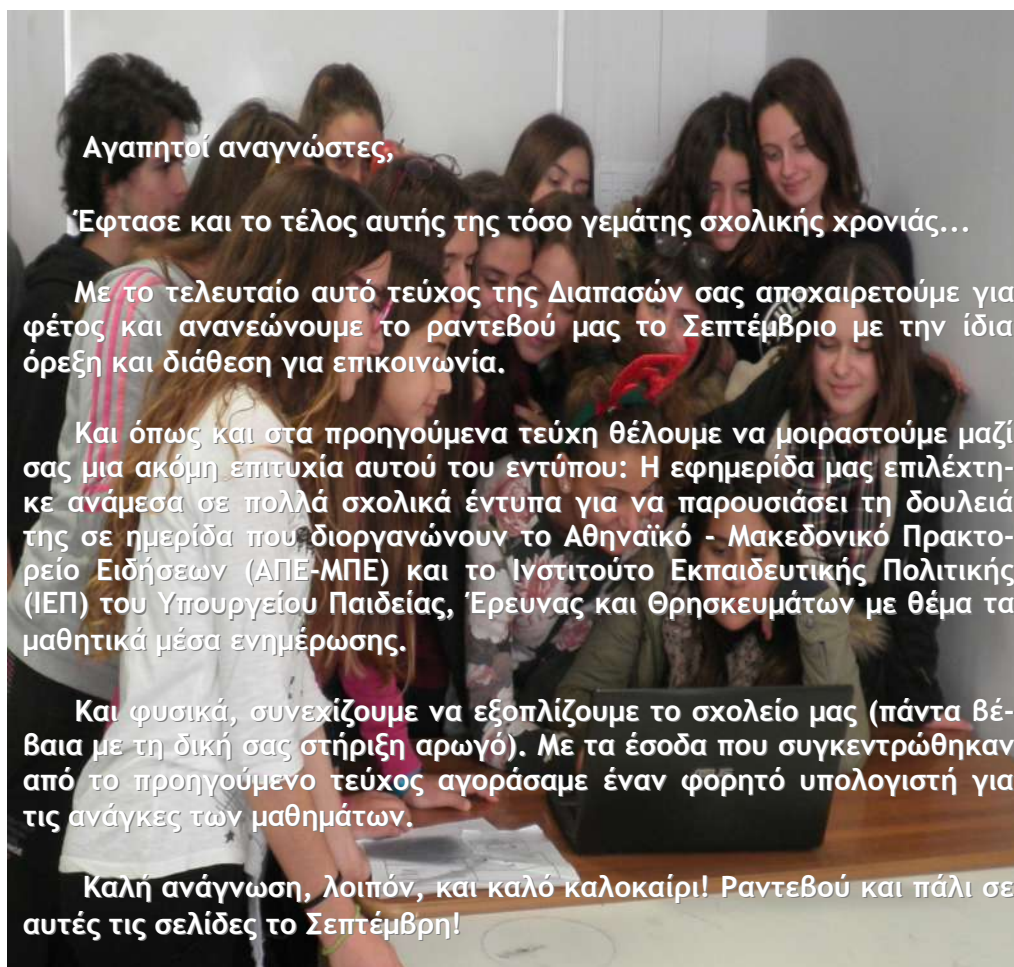 Αγαπητοί αναγνώστες,
Έφτασε και το τέλος αυτής της τόσο γεμάτης σχολικής χρονιάς...
Με το τελευταίο αυτό τεύχος της Διαπασών σας αποχαιρετούμε για
φέτος και ανανεώνουμε το ραντεβού μας το Σεπτέμβριο με την ίδια
όρεξη και διάθεση για επικοινωνία.
Και όπως και στα προηγούμενα τεύχη θέλουμε να μοιραστούμε μαζί
σας μια ακόμη επιτυχία αυτού του εντύπου: Η εφημερίδα μας επιλέχτη-
κε ανάμεσα σε πολλά σχολικά έντυπα για να παρουσιάσει τη δουλειά
της σε ημερίδα που διοργανώνουν το Αθηναϊκό - Μακεδονικό Πρακτο-
ρείο Ειδήσεων (ΑΠΕ-ΜΠΕ) και το Ινστιτούτο Εκπαιδευτικής Πολιτικής
(ΙΕΠ) του Υπουργείου Παιδείας, Έρευνας και Θρησκευμάτων με θέμα τα
μαθητικά μέσα ενημέρωσης.
Και φυσικά, συνεχίζουμε να εξοπλίζουμε το σχολείο μας (πάντα βέ-
βαια με τη δική σας στήριξη αρωγό). Με τα έσοδα που συγκεντρώθηκαν
από το προηγούμενο τεύχος αγοράσαμε έναν φορητό υπολογιστή για
τις ανάγκες των μαθημάτων.
Καλή ανάγνωση, λοιπόν, και καλό καλοκαίρι! Ραντεβού και πάλι σε
αυτές τις σελίδες το Σεπτέμβρη!